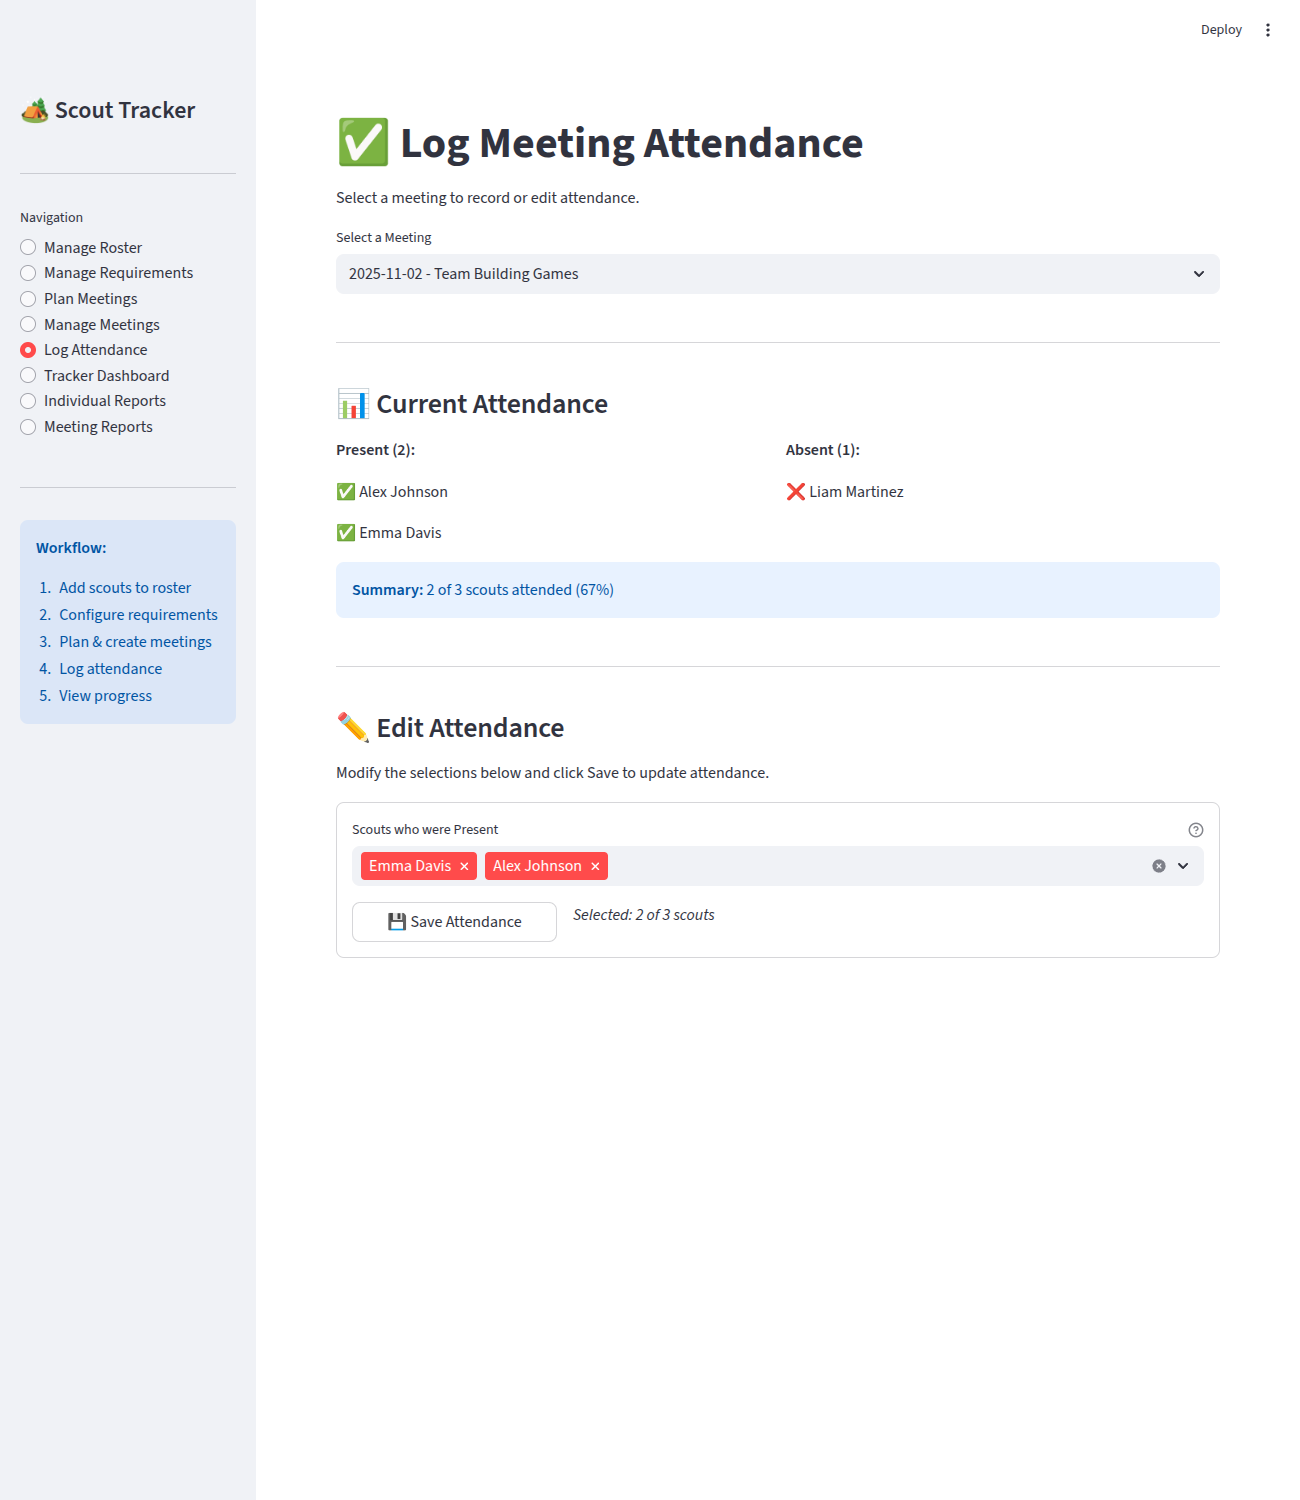 Deploy
🏕️ Scout Tracker
Navigation
Manage Roster
Manage Requirements
Plan Meetings
Manage Meetings
Log Attendance
Tracker Dashboard
Individual Reports
Meeting Reports
Workflow:
1. Add scouts to roster
2. Configure requirements
3. Plan & create meetings
4. Log attendance
5. View progress
✅ Log Meeting Attendance
Select a meeting to record or edit attendance.
Select a Meeting
2025-11-02 - Team Building Games
📊 Current Attendance
Present (2):
✅ Alex Johnson
✅ Emma Davis
Absent (1):
❌ Liam Martinez
Summary: 2 of 3 scouts attended (67%)
✏️ Edit Attendance
Modify the selections below and click Save to update attendance.
Scouts who were Present
Emma Davis Alex Johnson
💾 Save Attendance
Selected: 2 of 3 scouts